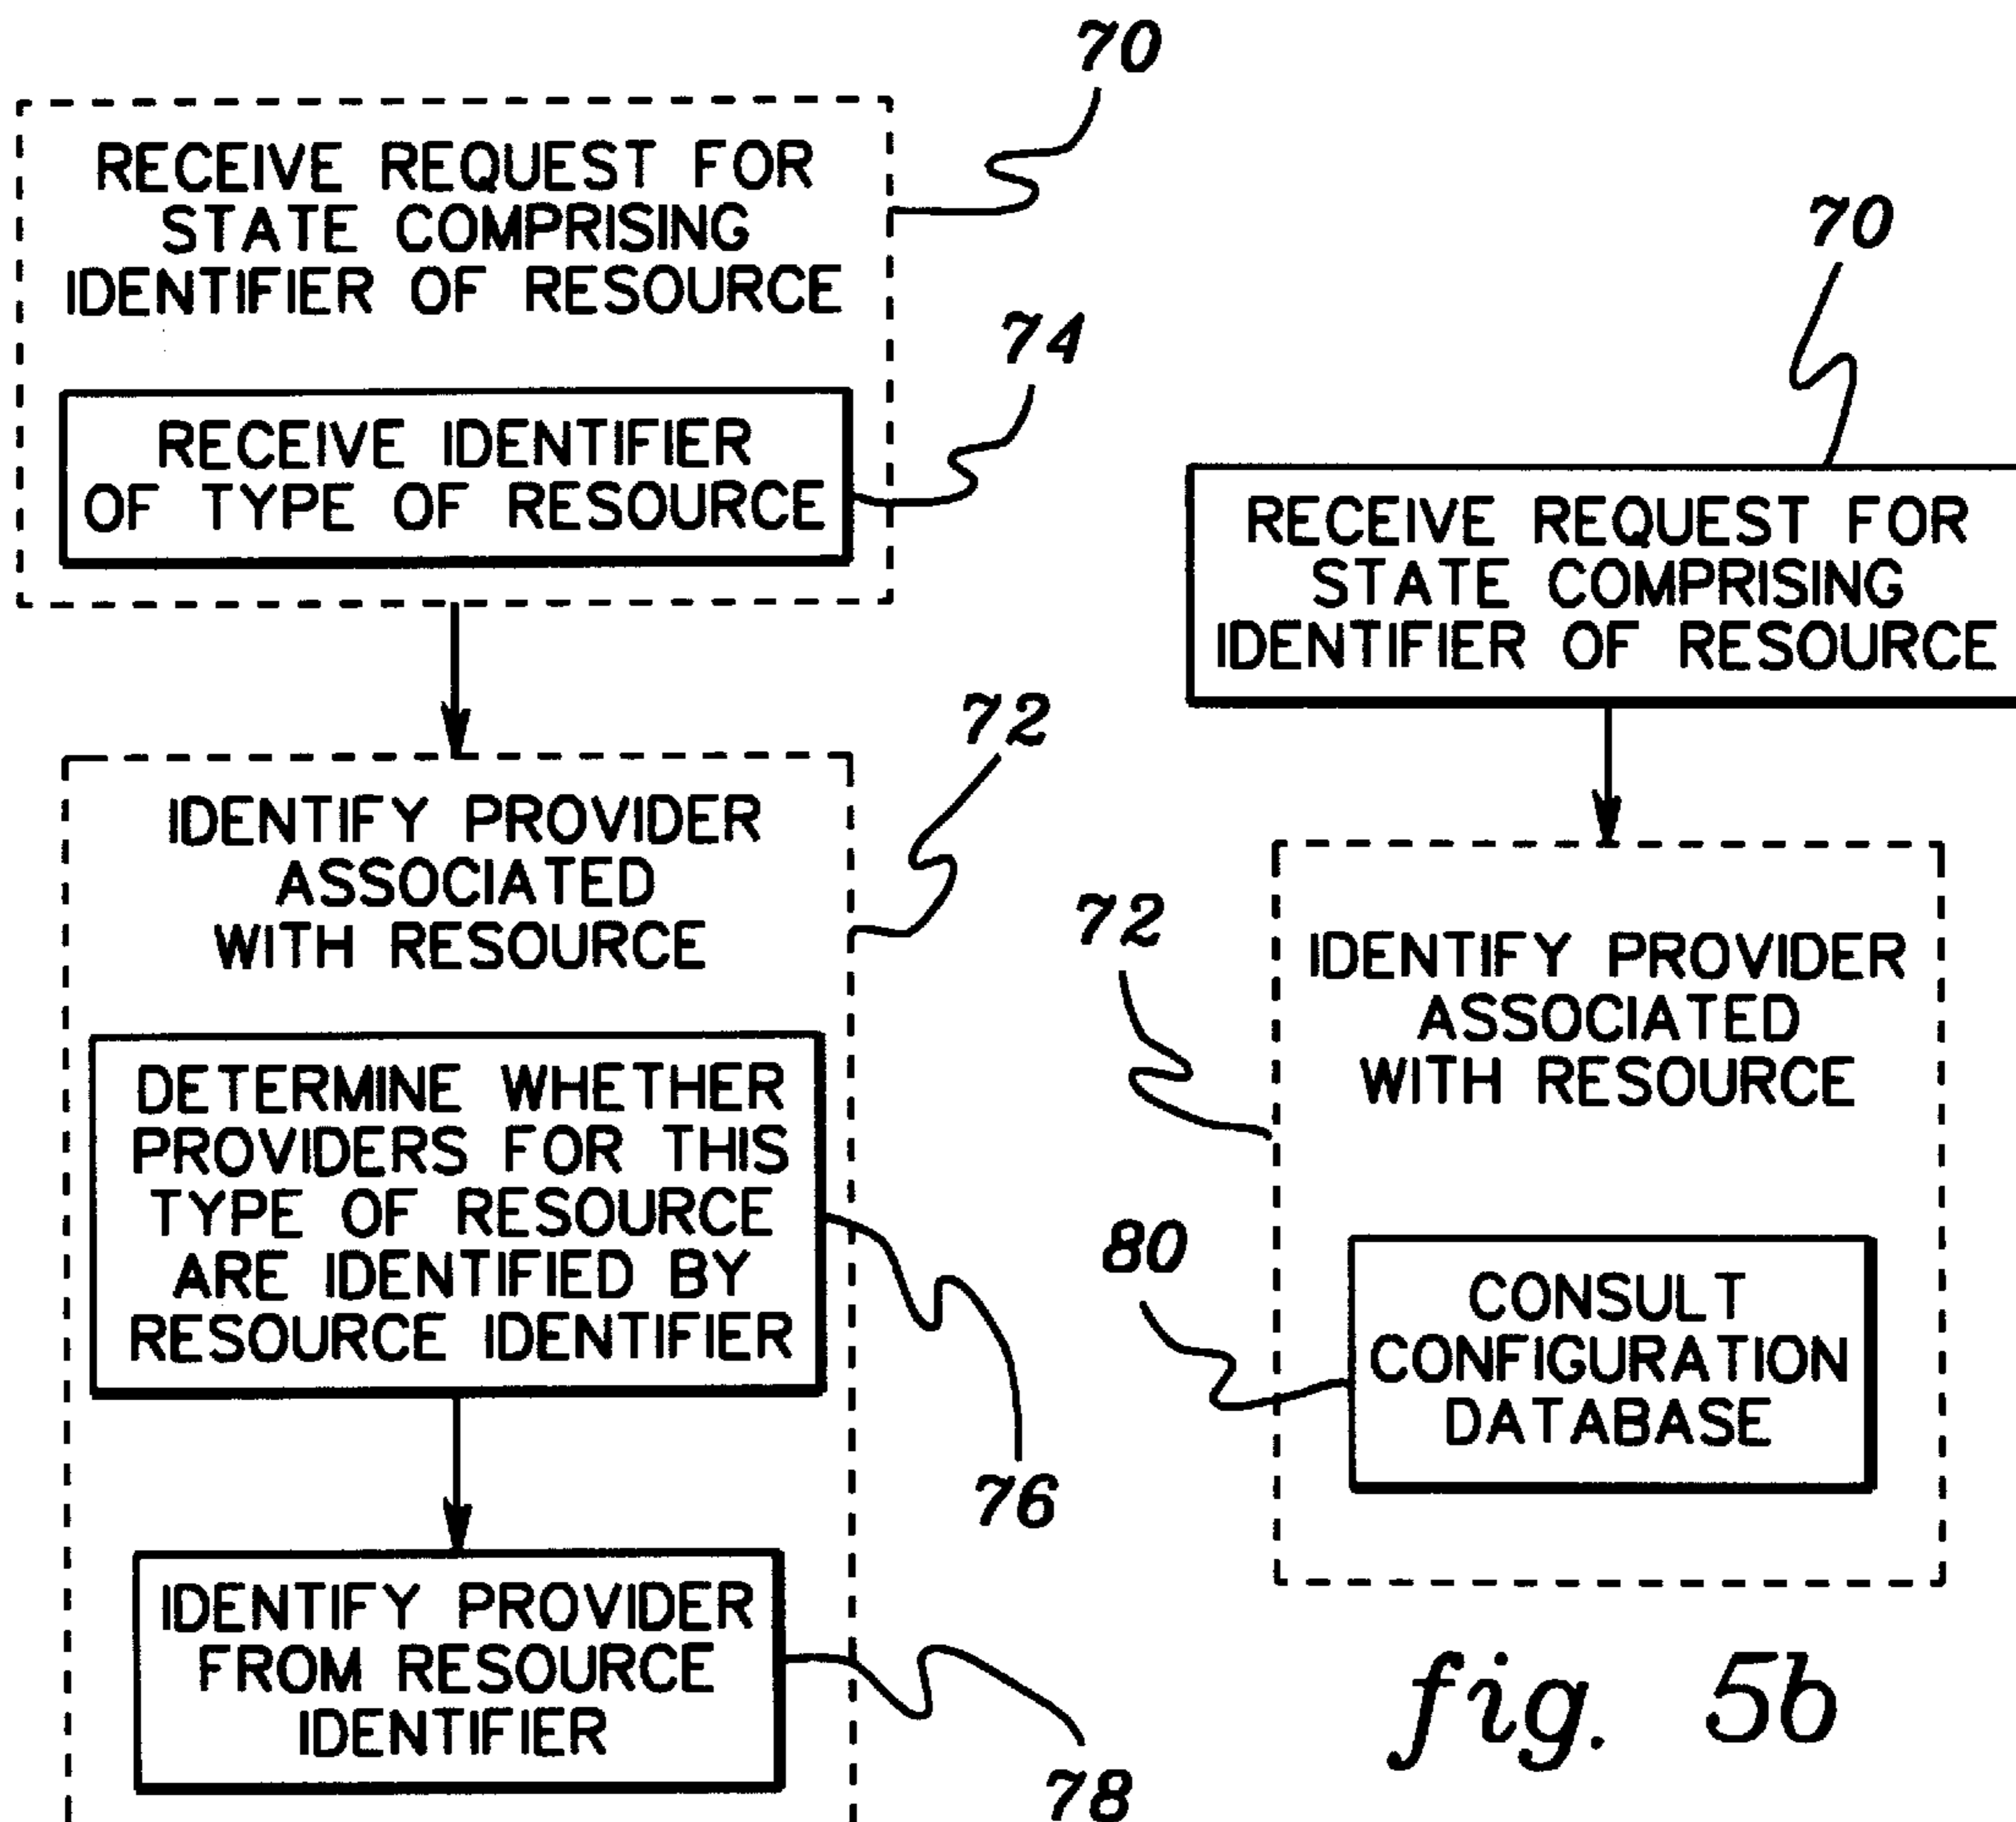 70
RECEIVE REQUEST FOR
STATE COMPRISING
IDENTIFIER OF RESOURCE
74
RECEIVE IDENTIFIER
OF TYPE OF RESOURCE
72
IDENTIFY PROVIDER
ASSOCIATED
WITH RESOURCE
DETERMINE WHETHER
PROVIDERS FOR THIS
TYPE OF RESOURCE
ARE IDENTIFIED BY
RESOURCE IDENTIFIER
76
IDENTIFY PROVIDER
FROM RESOURCE
IDENTIFIER
78
70
RECEIVE REQUEST FOR
STATE COMPRISING
IDENTIFIER OF RESOURCE
72
IDENTIFY PROVIDER
ASSOCIATED
WITH RESOURCE
80
CONSULT
CONFIGURATION
DATABASE
fig. 5b